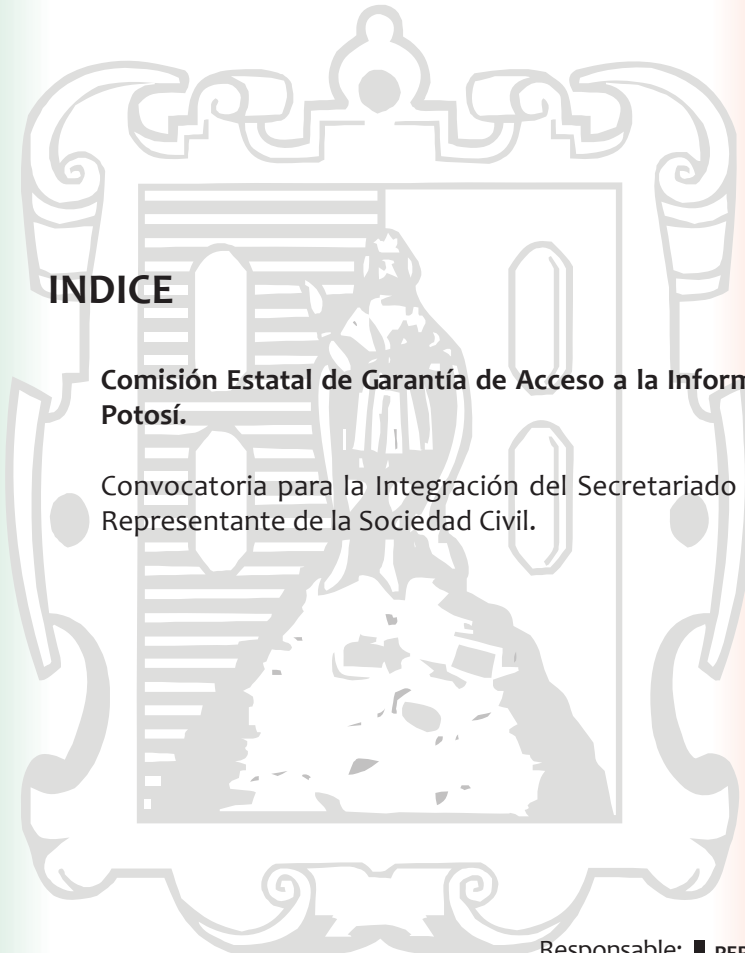 INDICE
Comisión Estatal de Garantía de Acceso a la
Potosí.
Convocatoria para la Integración del Secretariado
Representante de la Sociedad Civil.
Responsable: